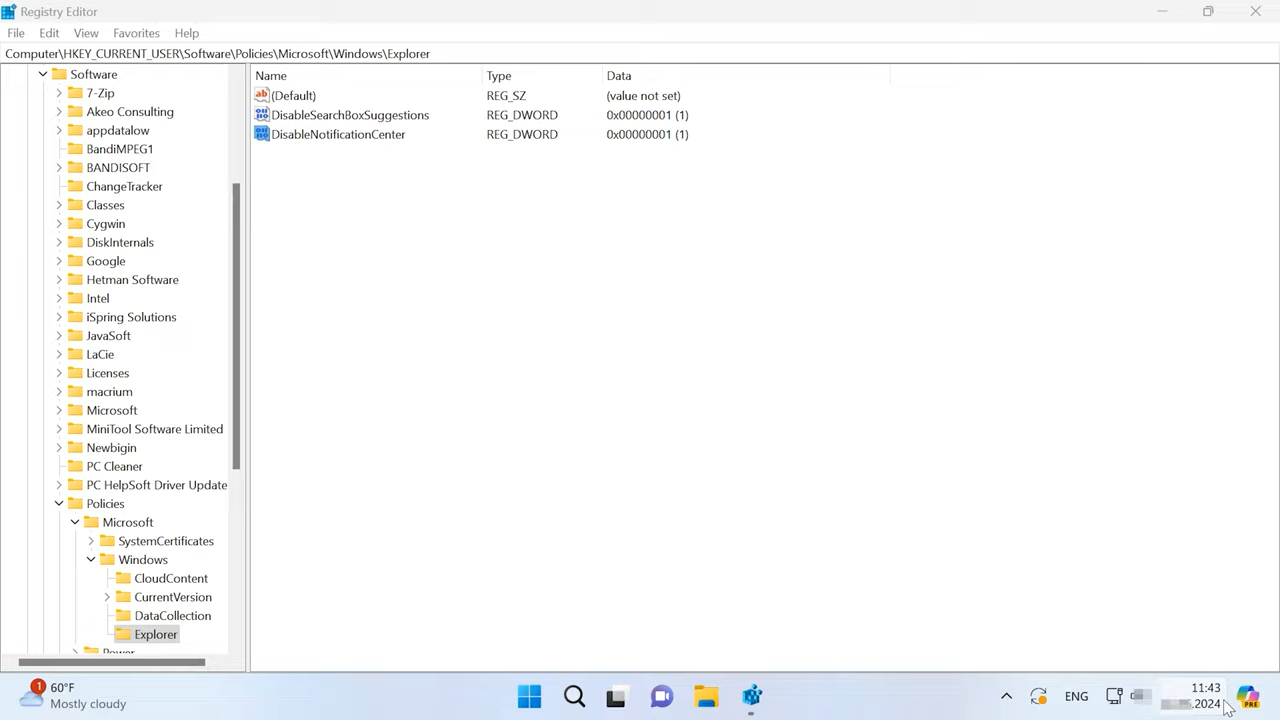 Registry Editor
File Edit View Favorites Help
Computer\HKEY_CURRENT_USER\Software\Policies\Microsoft\Windows\Explorer
Software
7-Zip
Akeo Consulting
appdatalow
BandiMPEG1
BANDISOFT
ChangeTracker
Classes
Cygwin
DiskInternals
Google
Hetman Software
Intel
iSpring Solutions
JavaSoft
LaCie
Licenses
macrium
Microsoft
MiniTool Software Limited
Newbigin
PC Cleaner
PC HelpSoft Driver Update
Policies
Microsoft
SystemCertificates
Windows
CloudContent
CurrentVersion
DataCollection
Explorer
Power
Name Type Data
(Default) REG_SZ (value not set)
DisableSearchBoxSuggestions REG_DWORD 0x00000001 (1)
DisableNotificationCenter REG_DWORD 0x00000001 (1)
1
60°F
Mostly cloudy
ENG
11:43
.2024
PRE